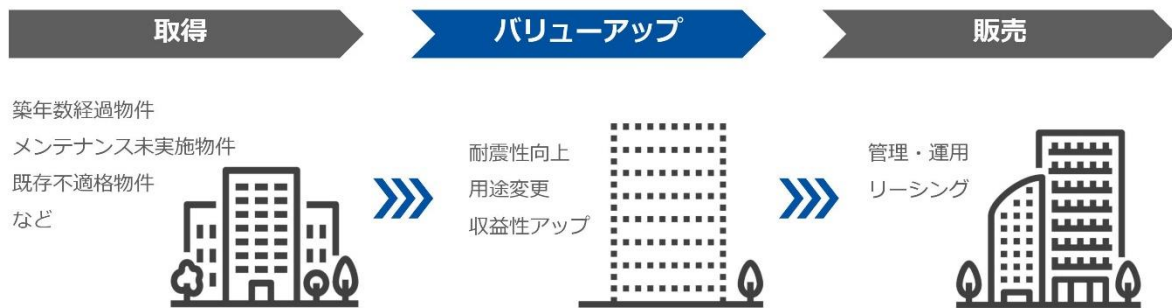 取得
築年数経過物件
メンテナンス未実施物件
既存不適格物件
など
バリューアップ
耐震性向上
用途変更
収益性アップ
販売
管理・運用
リーシング